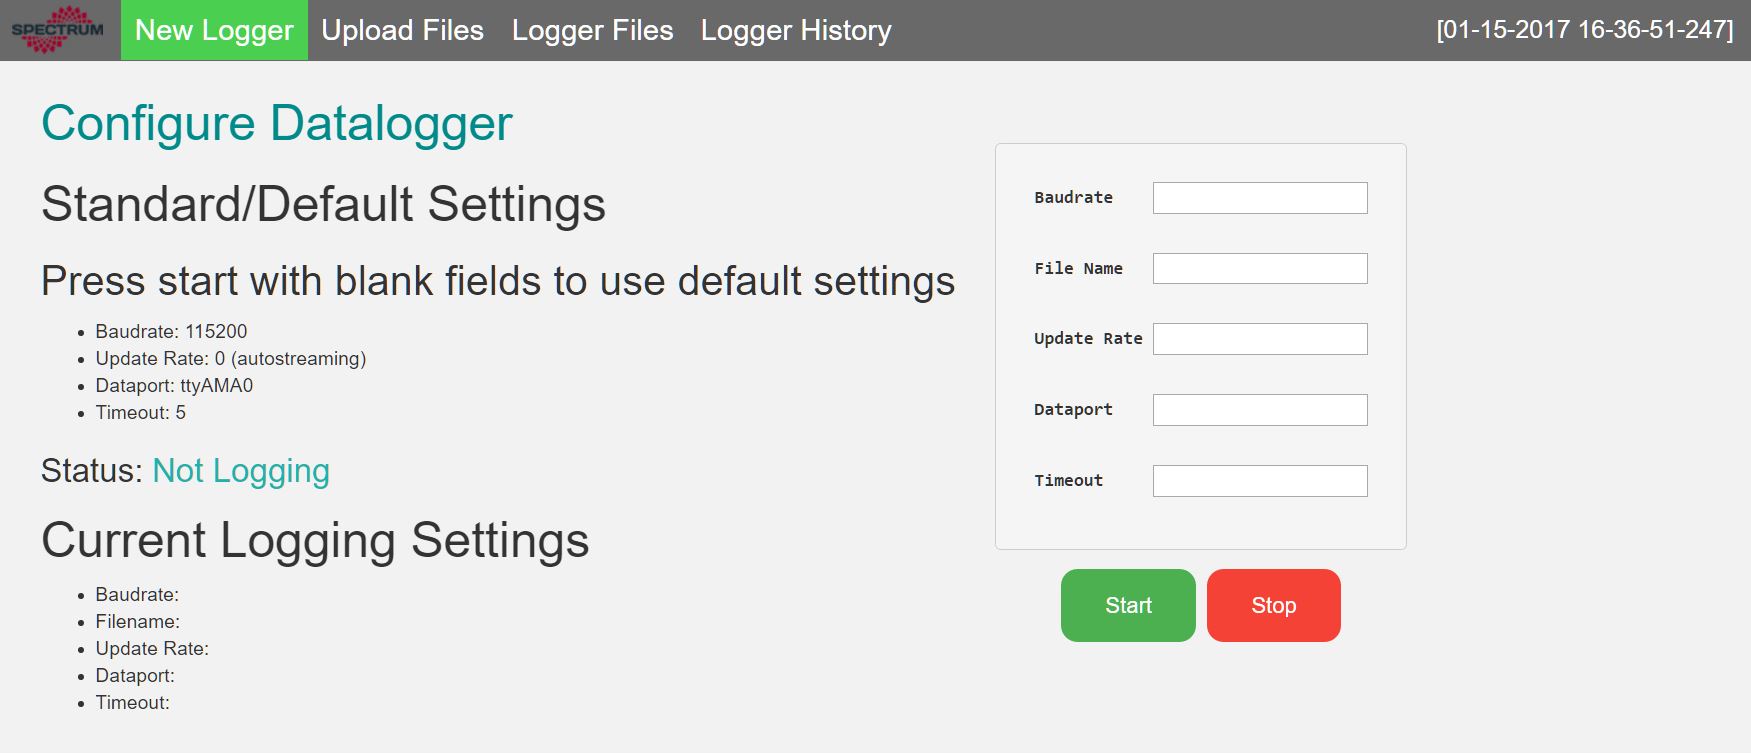 SPECTRUM
New Logger
Upload Files
Logger Files
Logger History
[01-15-2017 16-36-51-247]
Configure Datalogger
Standard/Default Settings
Press start with blank fields to use default settings
Baudrate: 115200
Update Rate: 0 (autostreaming)
Dataport: ttyAMA0
Timeout: 5
Status: Not Logging
Current Logging Settings
Baudrate:
Filename:
Update Rate:
Dataport:
Timeout:
Baudrate
File Name
Update Rate
Dataport
Timeout
Start
Stop